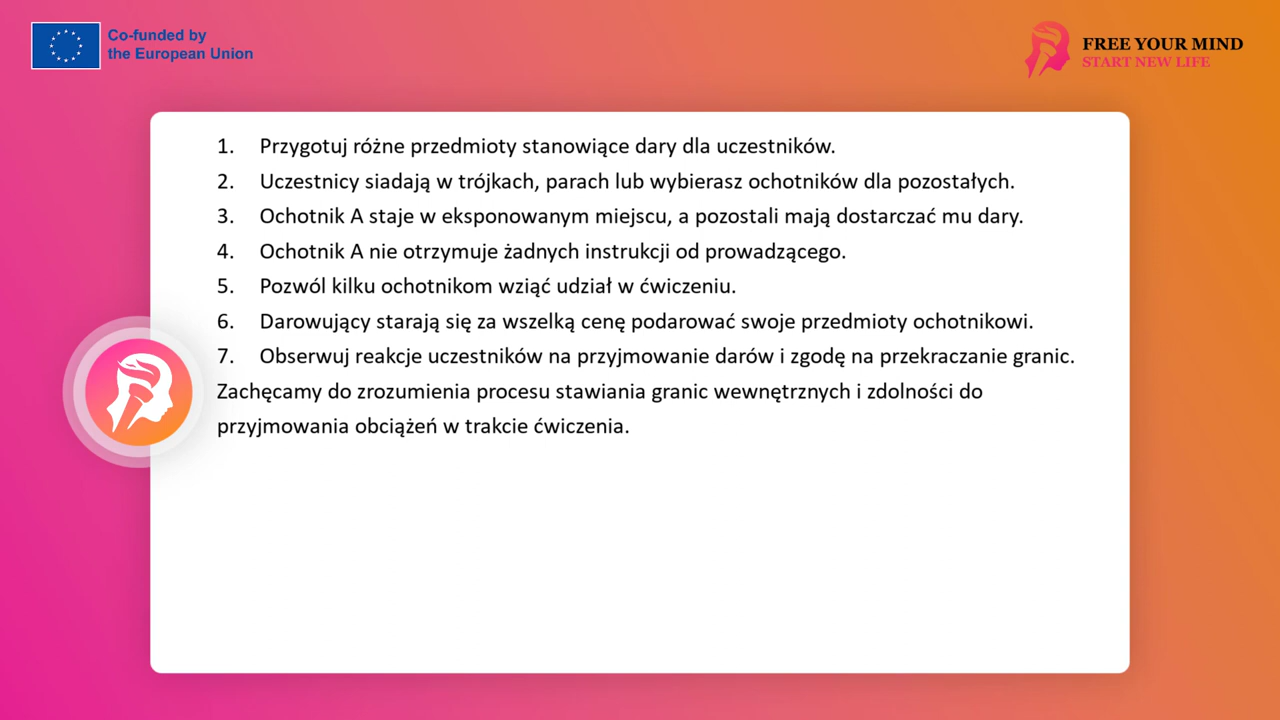 Co-funded by
the European Union
FREE YOUR MIND
START NEW LIFE
1. Przygotuj różne przedmioty stanowiące dary dla uczestników.
2. Uczestnicy siadają w trójkach, parach lub wybierasz ochotników dla pozostałych.
3. Ochotnik A staje w eksponowanym miejscu, a pozostali mają dostarczać mu dary.
4. Ochotnik A nie otrzymuje żadnych instrukcji od prowadzącego.
5. Pozwól kilku ochotnikom wziąć udział w ćwiczeniu.
6. Darowujący starają się za wszelką cenę podarować swoje przedmioty ochotnikowi.
7. Obserwuj reakcje uczestników na przyjmowanie darów i zgodę na przekraczanie granic.
Zachęcamy do zrozumienia procesu stawiania granic wewnętrznych i zdolności do
przyjmowania obciążeń w trakcie ćwiczenia.